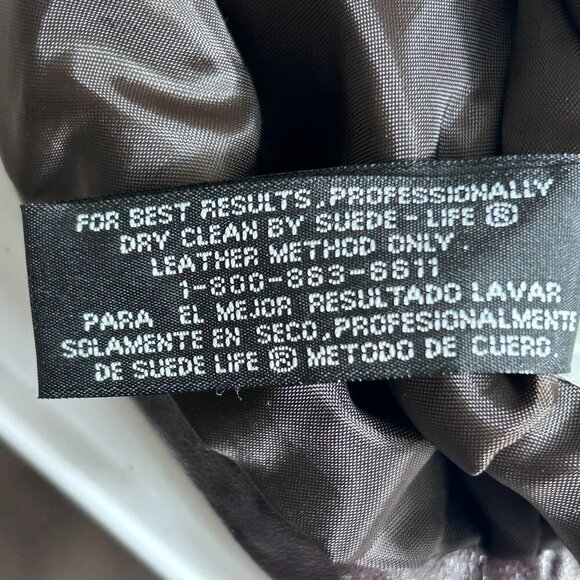 FOR BEST RESULTS, PROFESSIONALLY
DRY CLEAN BY SUEDE - LIFE ®
LEATHER METHOD ONLY.
1-800-883-8811
PARA EL MEJOR RESULTADO LAVAR
SOLAMENTE EN SECO. PROFESIONALMENTE
DE SUEDE LIFE ® METODO DE CUERO.